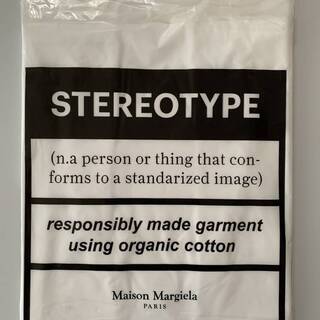 STEREOTYPE
(n.a person or thing that con-
forms to a standarized image)
responsibly made garment
using organic cotton
Maison Margiela
PARIS